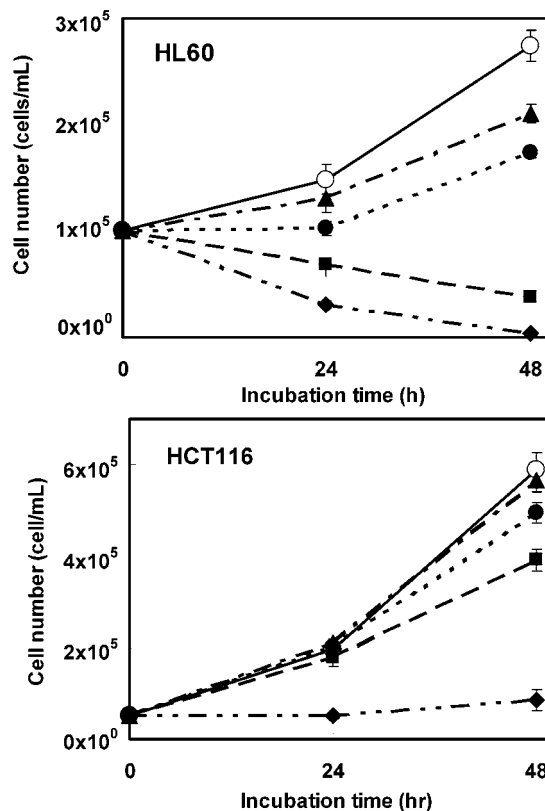 HL60
Cell number (cells/mL)
3x10⁵
2x10⁵
1x10⁵
0x10⁰
0
24
48
Incubation time (h)
HCT116
Cell number (cell/mL)
6x10⁵
4x10⁵
2x10⁵
0x10⁰
0
24
48
Incubation time (hr)